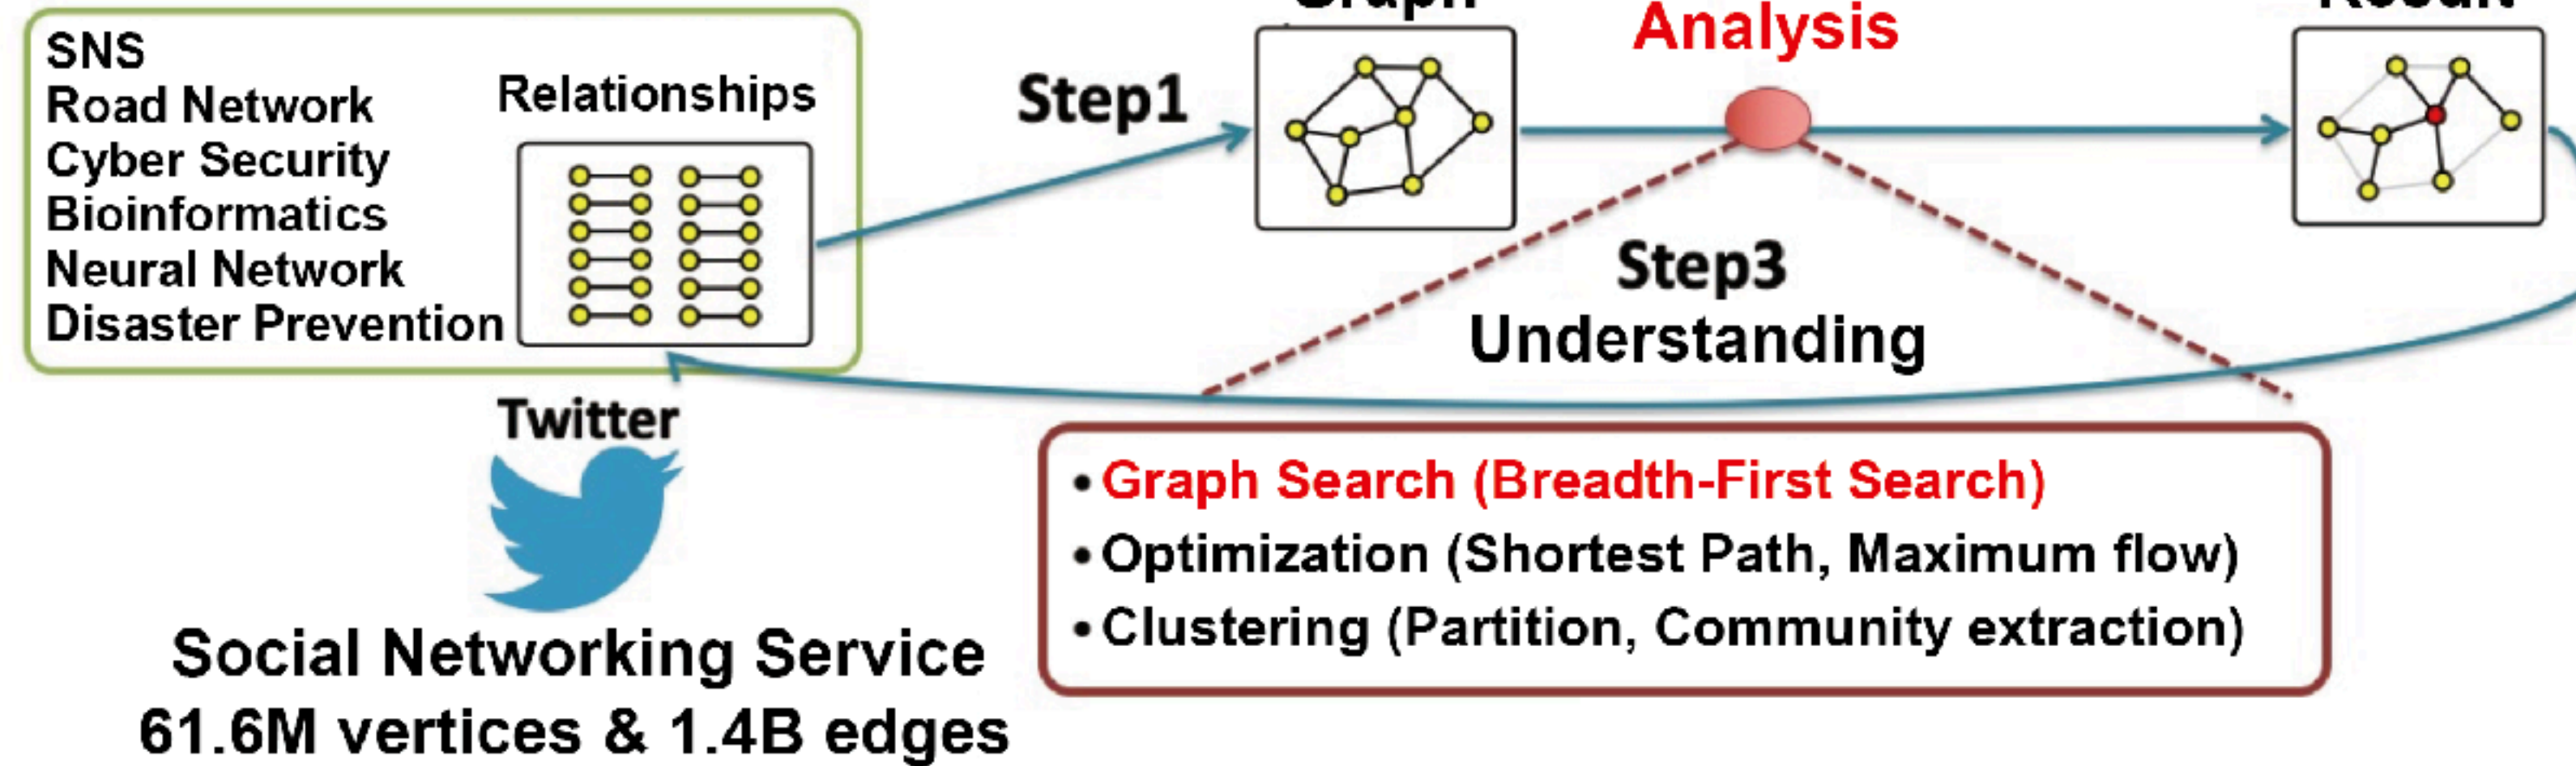 SNS
Road Network
Cyber Security
Bioinformatics
Neural Network
Disaster Prevention
Relationships
Step1
Graph
Analysis
Result
Step3
Understanding
Twitter
Social Networking Service
61.6M vertices & 1.4B edges
• Graph Search (Breadth-First Search)
• Optimization (Shortest Path, Maximum flow)
• Clustering (Partition, Community extraction)